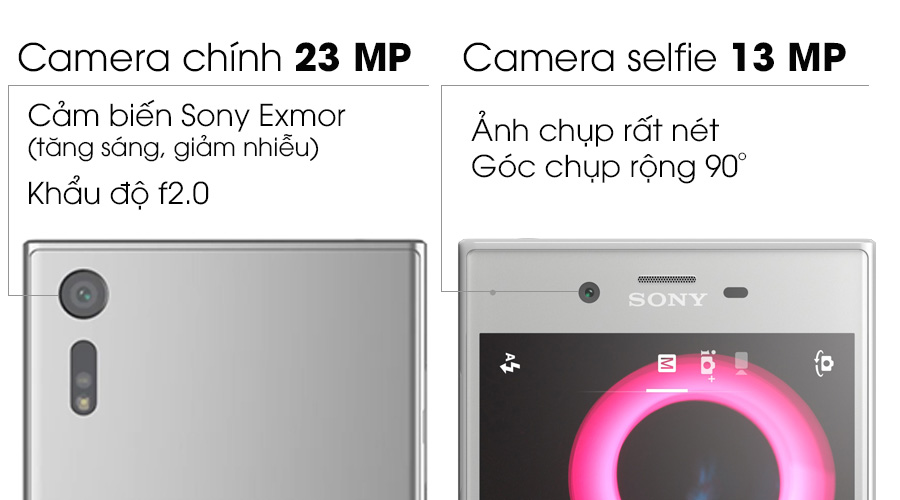 Camera chính 23 MP
Cảm biến Sony Exmor
(tăng sáng, giảm nhiễu)
Khẩu độ f2.0
Camera selfie 13 MP
Ảnh chụp rất nét
Góc chụp rộng 90°
SONY
A
M
i